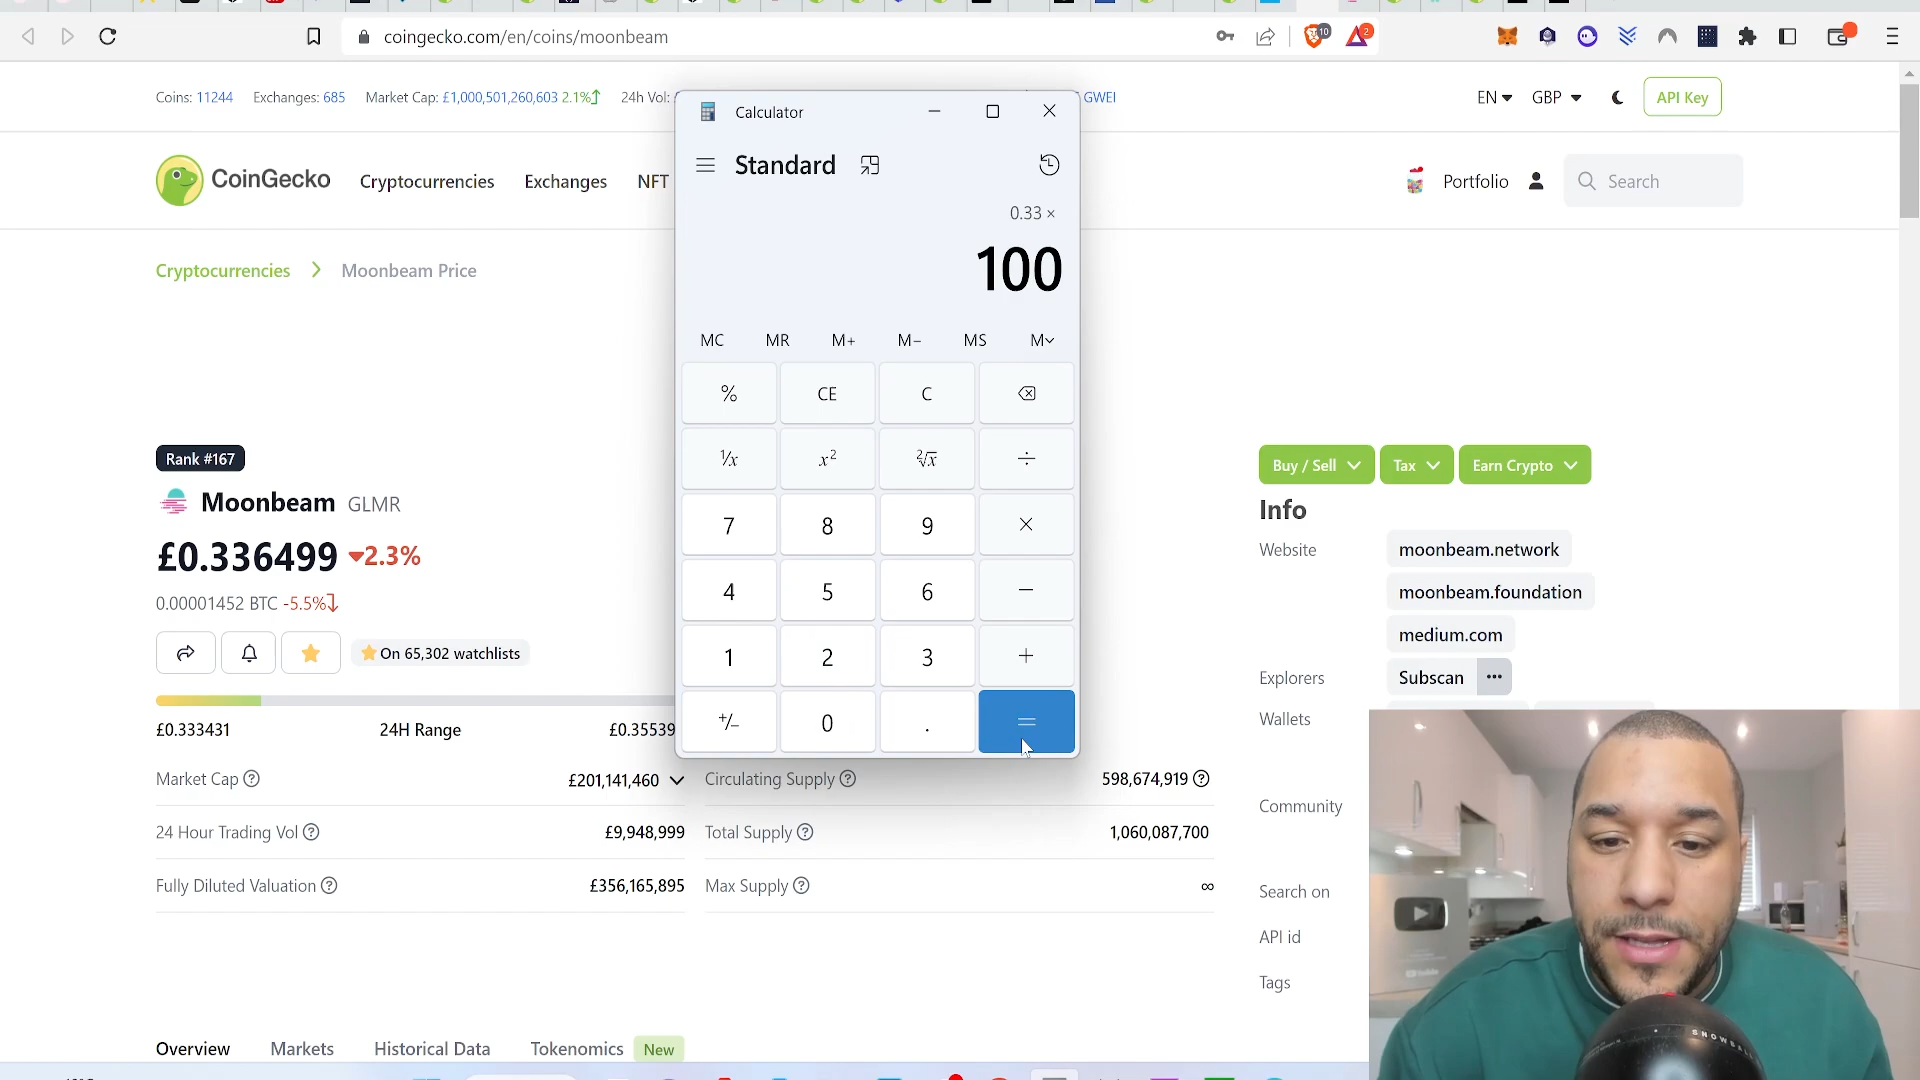 coingecko.com/en/coins/moonbeam
10
2
Coins: 11244 Exchanges: 685 Market Cap: £1,000,501,260,603 2.1% 24h Vol: GWEI
EN GBP API Key
CoinGecko Cryptocurrencies Exchanges NFT
Portfolio Search
Cryptocurrencies > Moonbeam Price
Calculator
Standard
0.33 ×
100
MC MR M+ M− MS M
% CE C
¹/x x² ²√x ÷
7 8 9 ×
4 5 6 −
1 2 3 +
+/− 0 . =
Rank #167
Moonbeam GLMR
£0.336499 2.3%
0.00001452 BTC -5.5%
On 65,302 watchlists
£0.333431 24H Range £0.35539
Market Cap £201,141,460
24 Hour Trading Vol £9,948,999
Fully Diluted Valuation £356,165,895
Circulating Supply 598,674,919
Total Supply 1,060,087,700
Max Supply ∞
Buy / Sell Tax Earn Crypto
Info
Website moonbeam.network
moonbeam.foundation
medium.com
Explorers Subscan •••
Wallets
Community
Search on
API id
Tags
Overview Markets Historical Data Tokenomics New
YouTube